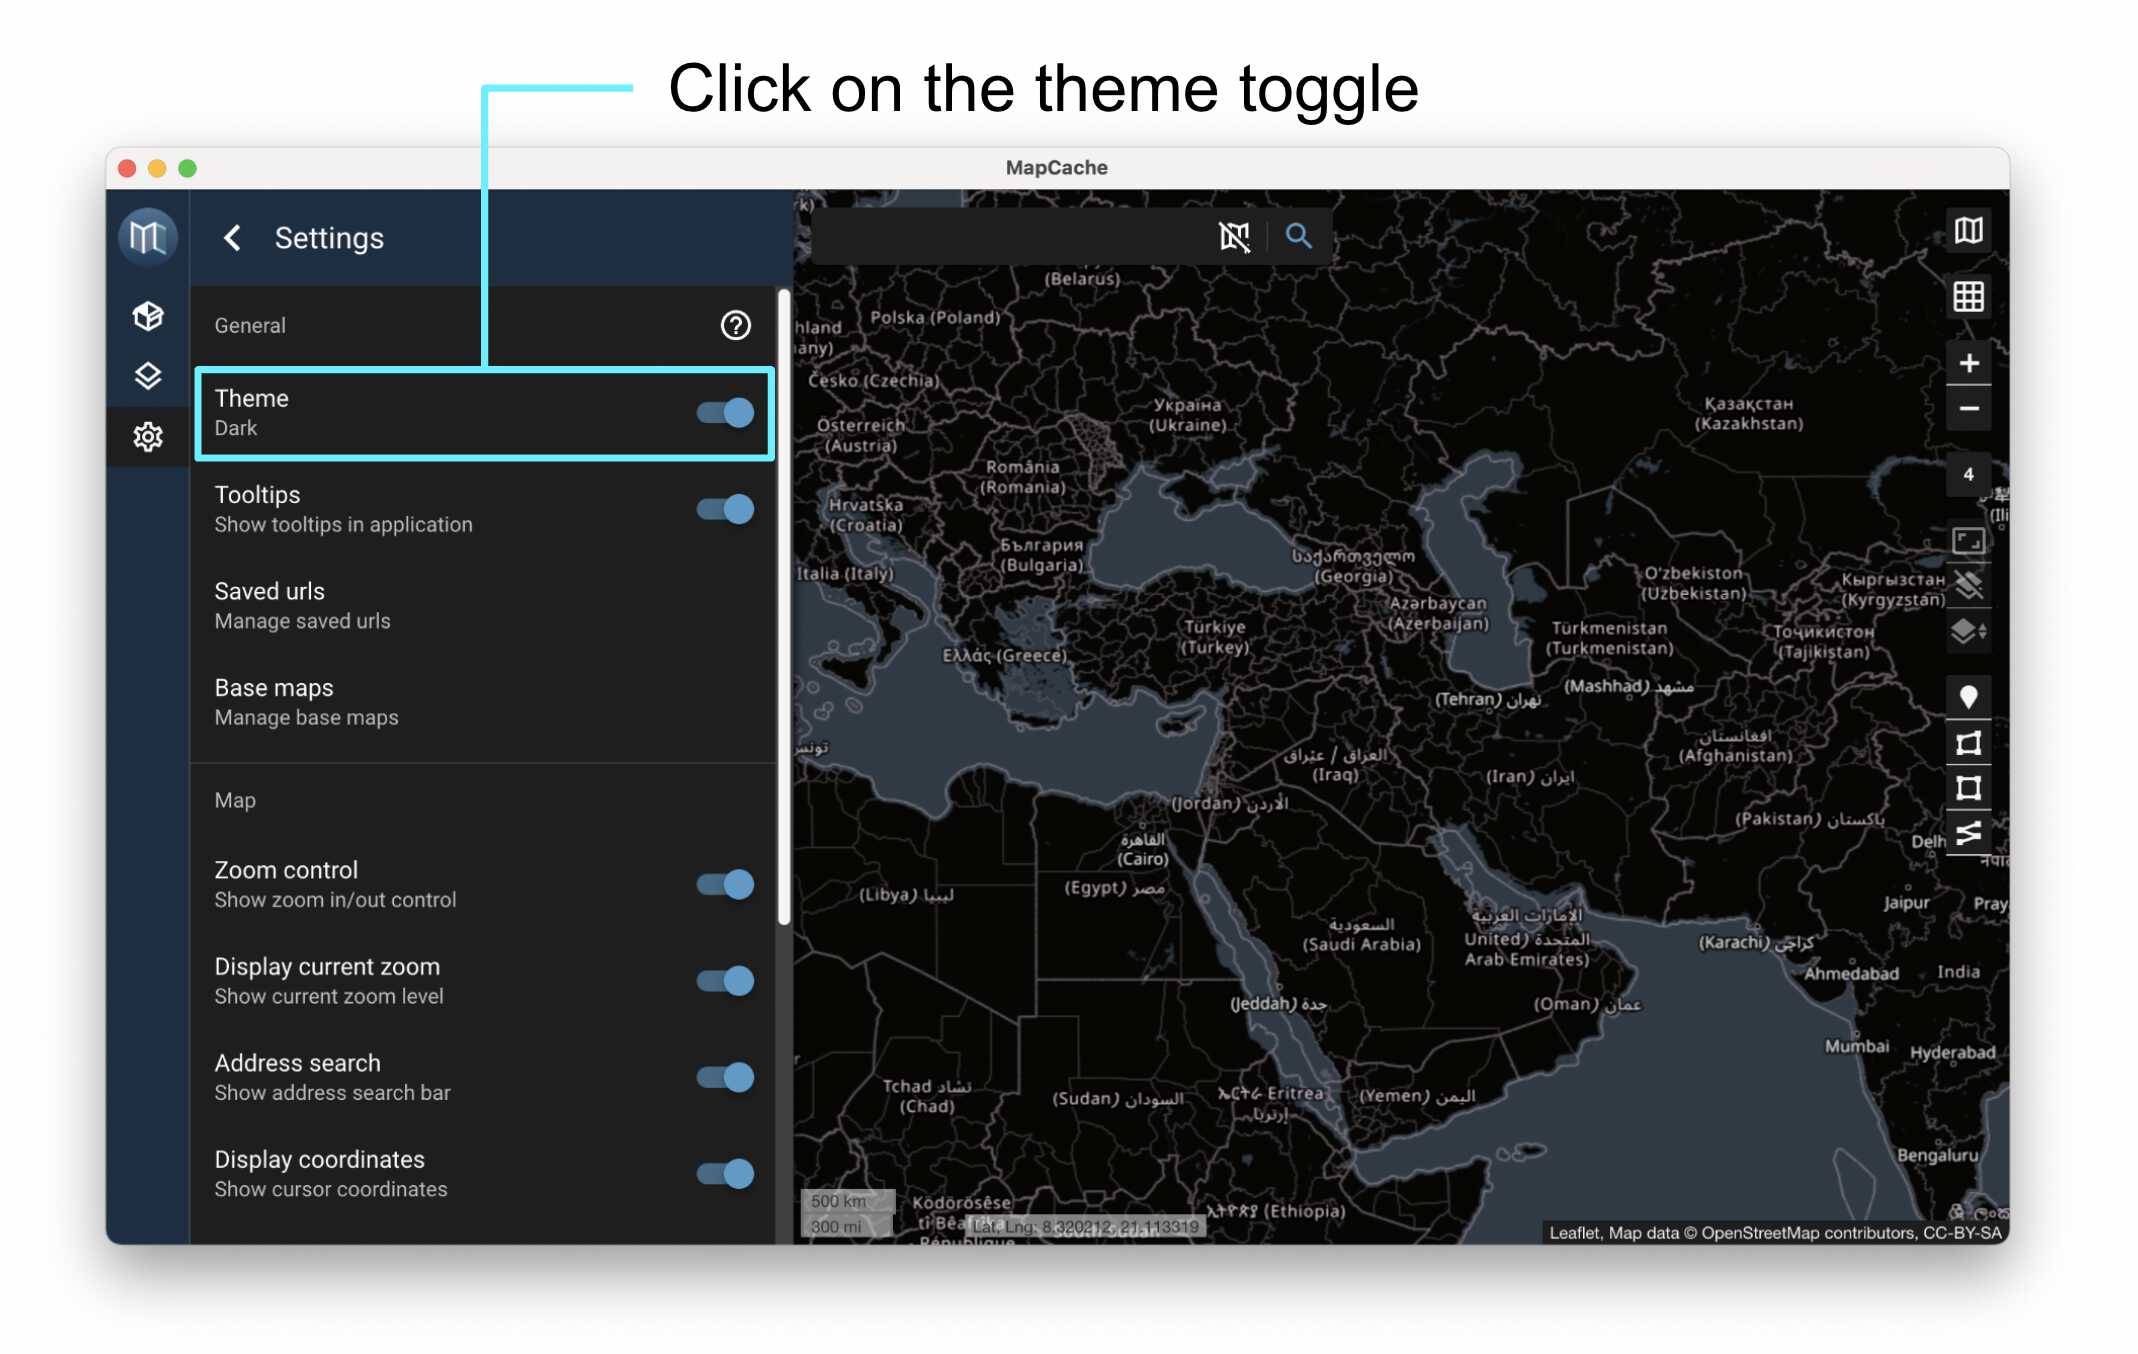 Click on the theme toggle
MapCache
Settings
General
Theme
Dark
Tooltips
Show tooltips in application
Saved urls
Manage saved urls
Base maps
Manage base maps
Map
Zoom control
Show zoom in/out control
Display current zoom
Show current zoom level
Address search
Show address search bar
Display coordinates
Show cursor coordinates
(Belarus)
Polska (Poland)
Česko (Czechia)
Österreich
(Austria)
Україна
(Ukraine)
România
(Romania)
Hrvatska
(Croatia)
България
(Bulgaria)
Italia (Italy)
Ελλάς (Greece)
Türkiye
(Turkey)
საქართველო
(Georgia)
Azərbaycan
(Azerbaijan)
Қазақстан
(Kazakhstan)
Oʻzbekiston
(Uzbekistan)
Кыргызстан
(Kyrgyzstan)
Türkmenistan
(Turkmenistan)
Тоҷикистон
(Tajikistan)
تهران (Tehran)
مشهد (Mashhad)
افغانستان
(Afghanistan)
تونس
العراق / عێراق
(Iraq)
ایران (Iran)
الأردن (Jordan)
باکستان (Pakistan)
القاهرة
(Cairo)
ليبيا (Libya)
مصر (Egypt)
السعودية
(Saudi Arabia)
الإمارات العربية
المتحدة (United
Arab Emirates)
کراچی (Karachi)
Jaipur
Ahmedabad
India
جدة (Jeddah)
عمان (Oman)
Mumbai
Hyderabad
Tchad تشاد
(Chad)
السودان (Sudan)
ኤርትራ Eritrea
إرتريا
اليمن (Yemen)
Bengaluru
Ködörösêse
ኢትዮጵያ (Ethiopia)
4
500 km
300 mi
Lat, Lng: 8.320212, 21.113319
Leaflet, Map data © OpenStreetMap contributors, CC-BY-SA